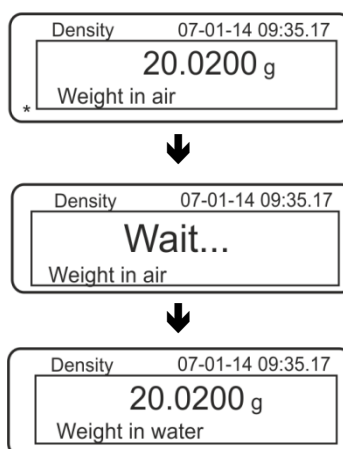 Density 07-01-14 09:35.17
20.0200 g
Weight in air
*
Density 07-01-14 09:35.17
Wait...
Weight in air
Density 07-01-14 09:35.17
20.0200 g
Weight in water